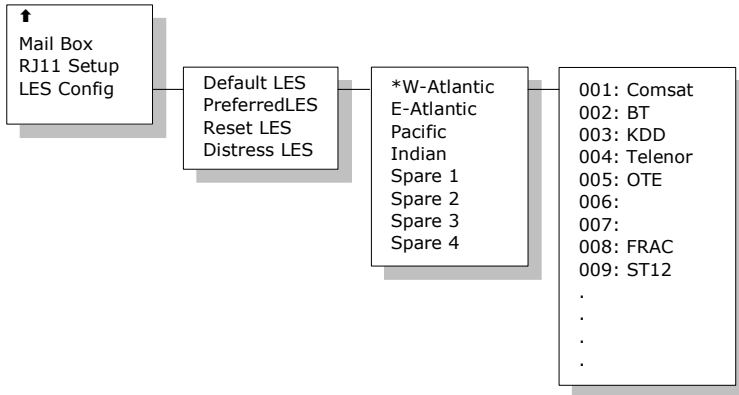 ⬆
Mail Box
RJ11 Setup
LES Config
Default LES
PreferredLES
Reset LES
Distress LES
*W-Atlantic
E-Atlantic
Pacific
Indian
Spare 1
Spare 2
Spare 3
Spare 4
001: Comsat
002: BT
003: KDD
004: Telenor
005: OTE
006:
007:
008: FRAC
009: ST12
.
.
.
.